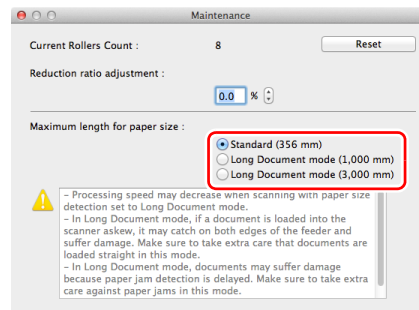 Maintenance
Current Rollers Count : 8 Reset
Reduction ratio adjustment :
0.0 %
Maximum length for paper size :
Standard (356 mm)
Long Document mode (1,000 mm)
Long Document mode (3,000 mm)
– Processing speed may decrease when scanning with paper size
detection set to Long Document mode.
– In Long Document mode, if a document is loaded into the
scanner askew, it may catch on both edges of the feeder and
suffer damage. Make sure to take extra care that documents are
loaded straight in this mode.
– In Long Document mode, documents may suffer damage
because paper jam detection is delayed. Make sure to take extra
care against paper jams in this mode.